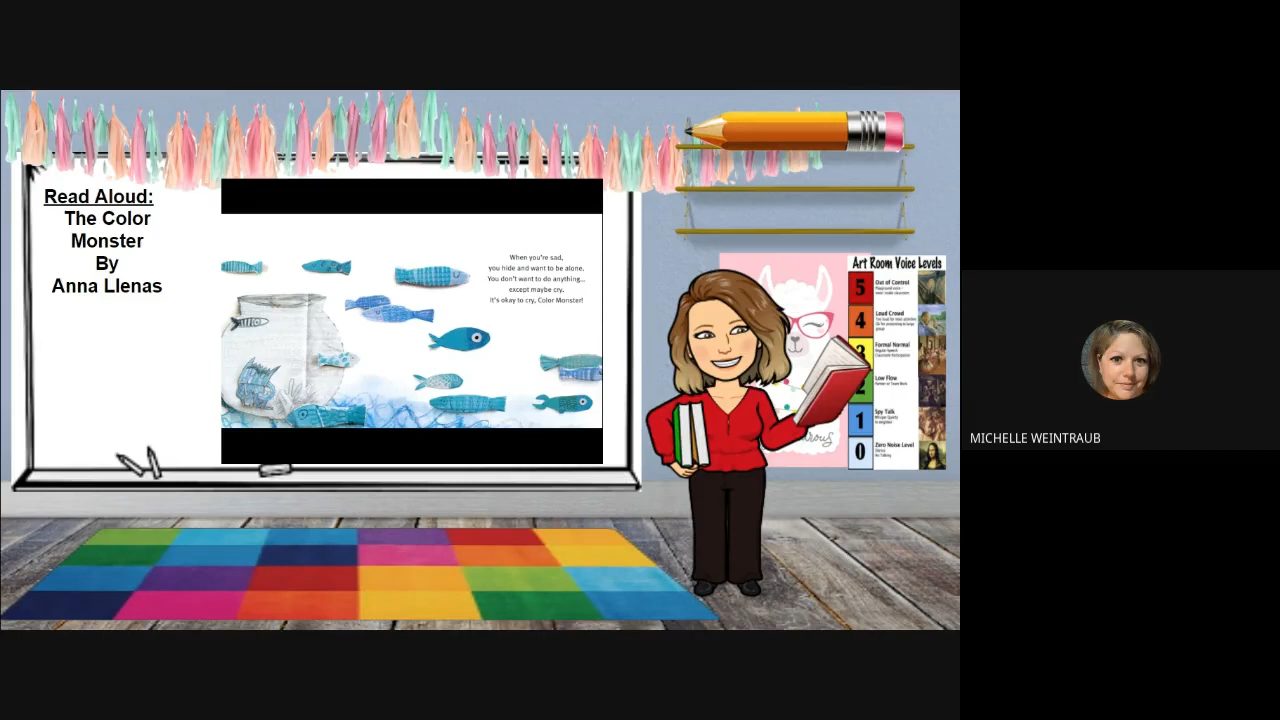 Read Aloud:
The Color
Monster
By
Anna Llenas
When you're sad,
you hide and want to be alone.
You don't want to do anything...
except maybe cry.
It's okay to cry, Color Monster!
Art Room Voice Levels
5 Out of Control
4 Loud Crowd
3 Formal Normal
2 Low Flow
1 Spy Talk
0 Zero Noise Level
No Talking
MICHELLE WEINTRAUB